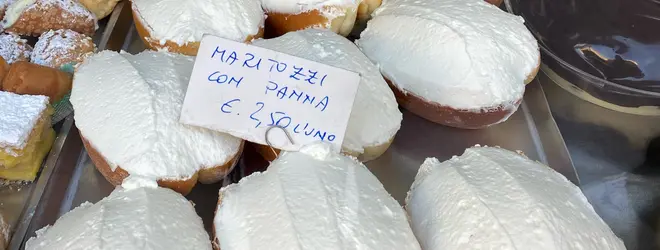 MARITOZZI
CON PANNA
€. 2,50 L'UNO